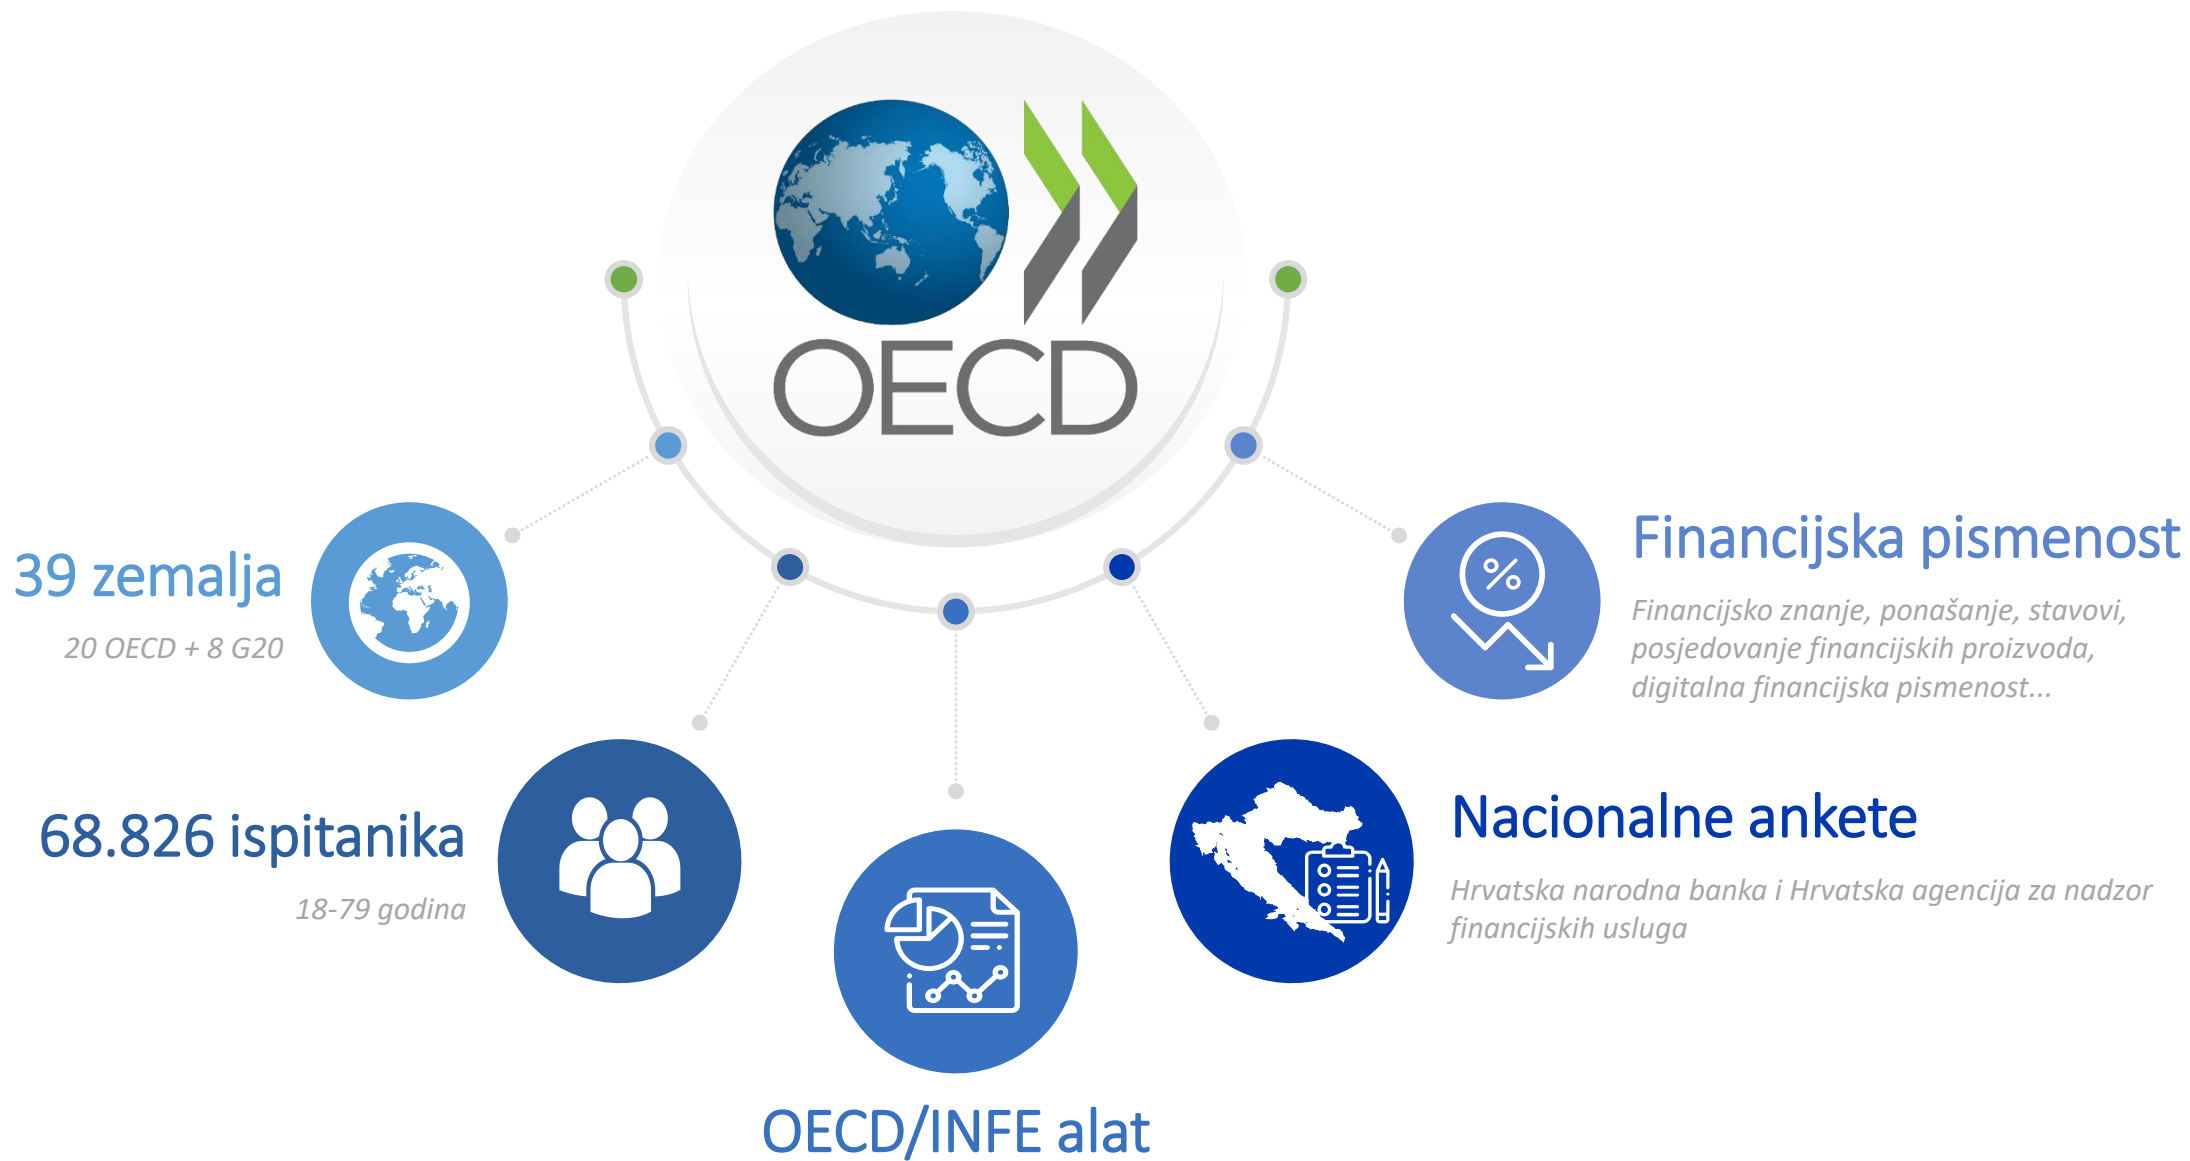 OECD
39 zemalja
20 OECD + 8 G20
68.826 ispitanika
18-79 godina
OECD/INFE alat
Nacionalne ankete
Hrvatska narodna banka i Hrvatska agencija za nadzor
financijskih usluga
Financijska pismenost
Financijsko znanje, ponašanje, stavovi,
posjedovanje financijskih proizvoda,
digitalna financijska pismenost...
%